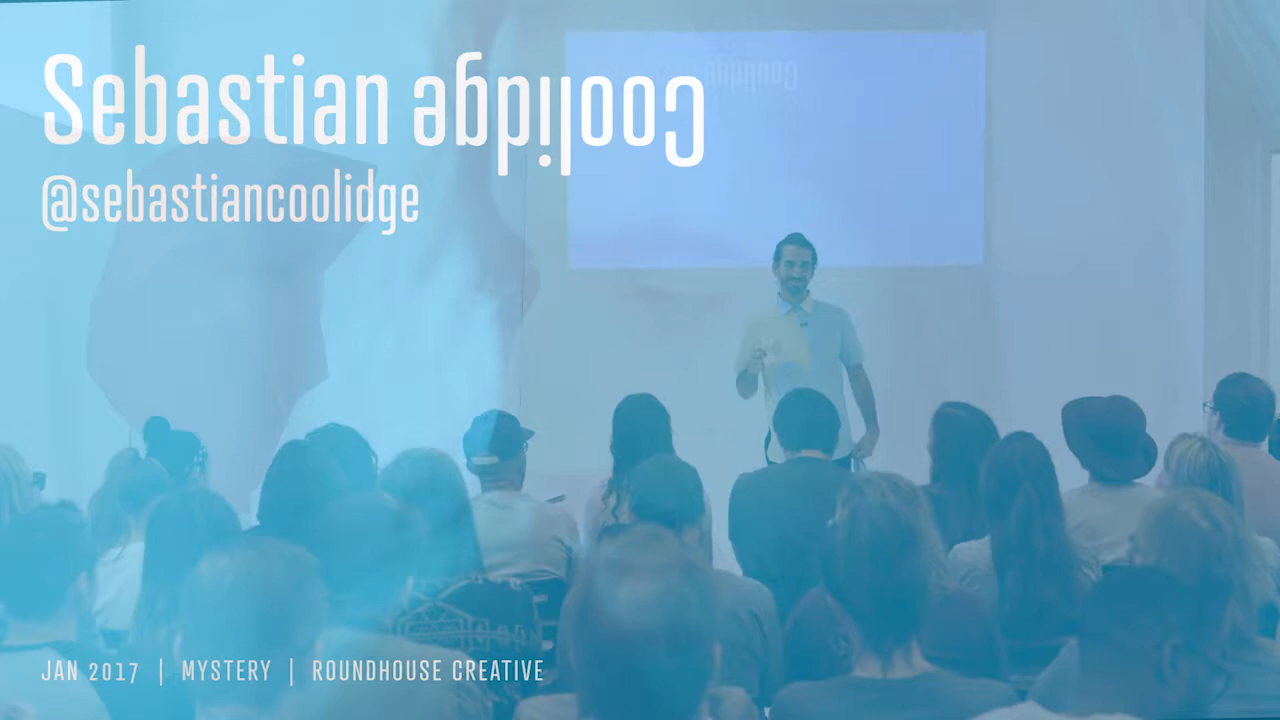 Sebastian Coolidge
@sebastiancoolidge
JAN 2017 | MYSTERY | ROUNDHOUSE CREATIVE